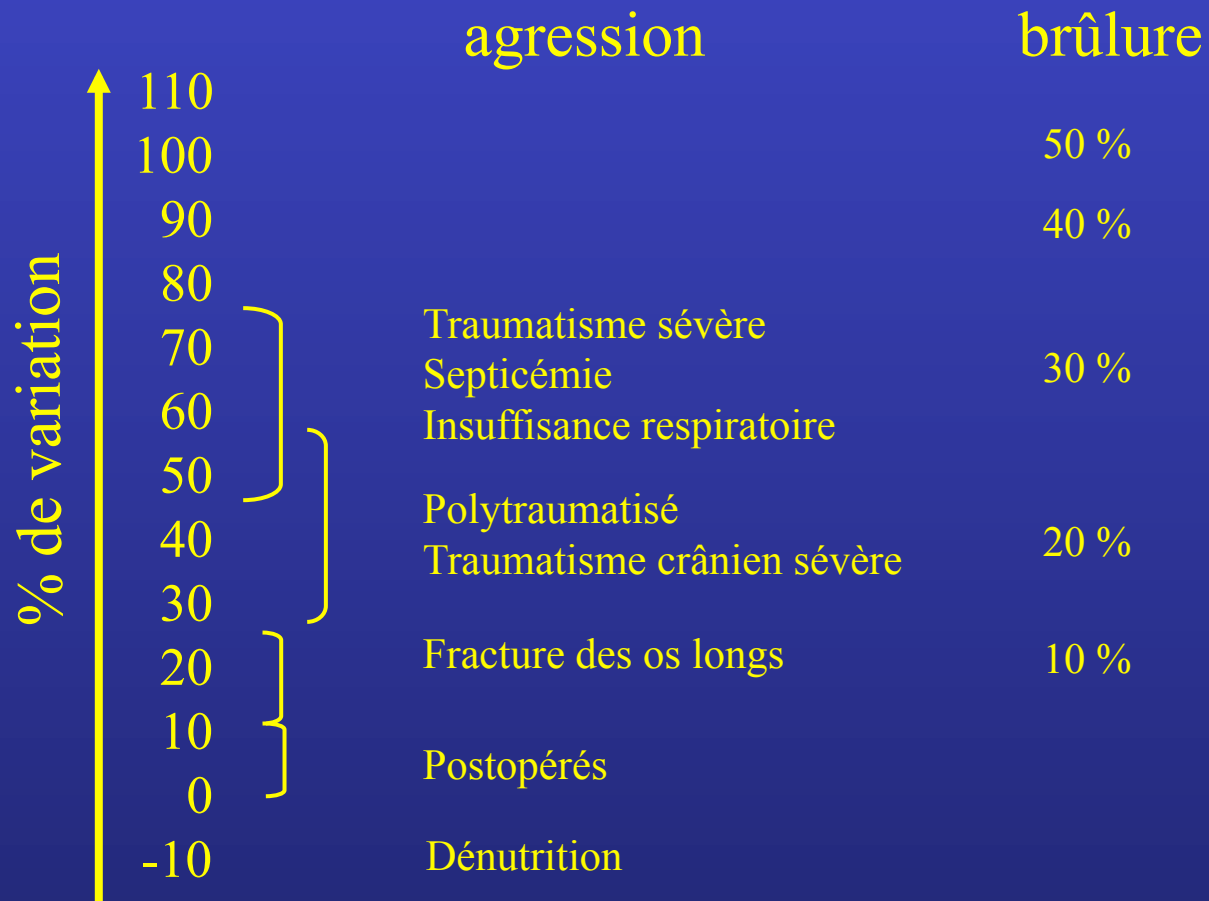 agression
brûlure
% de variation
110
100
90
80
70
60
50
40
30
20
10
0
-10
Traumatisme sévère
Septicémie
Insuffisance respiratoire
Polytraumatisé
Traumatisme crânien sévère
Fracture des os longs
Postopérés
Dénutrition
50 %
40 %
30 %
20 %
10 %